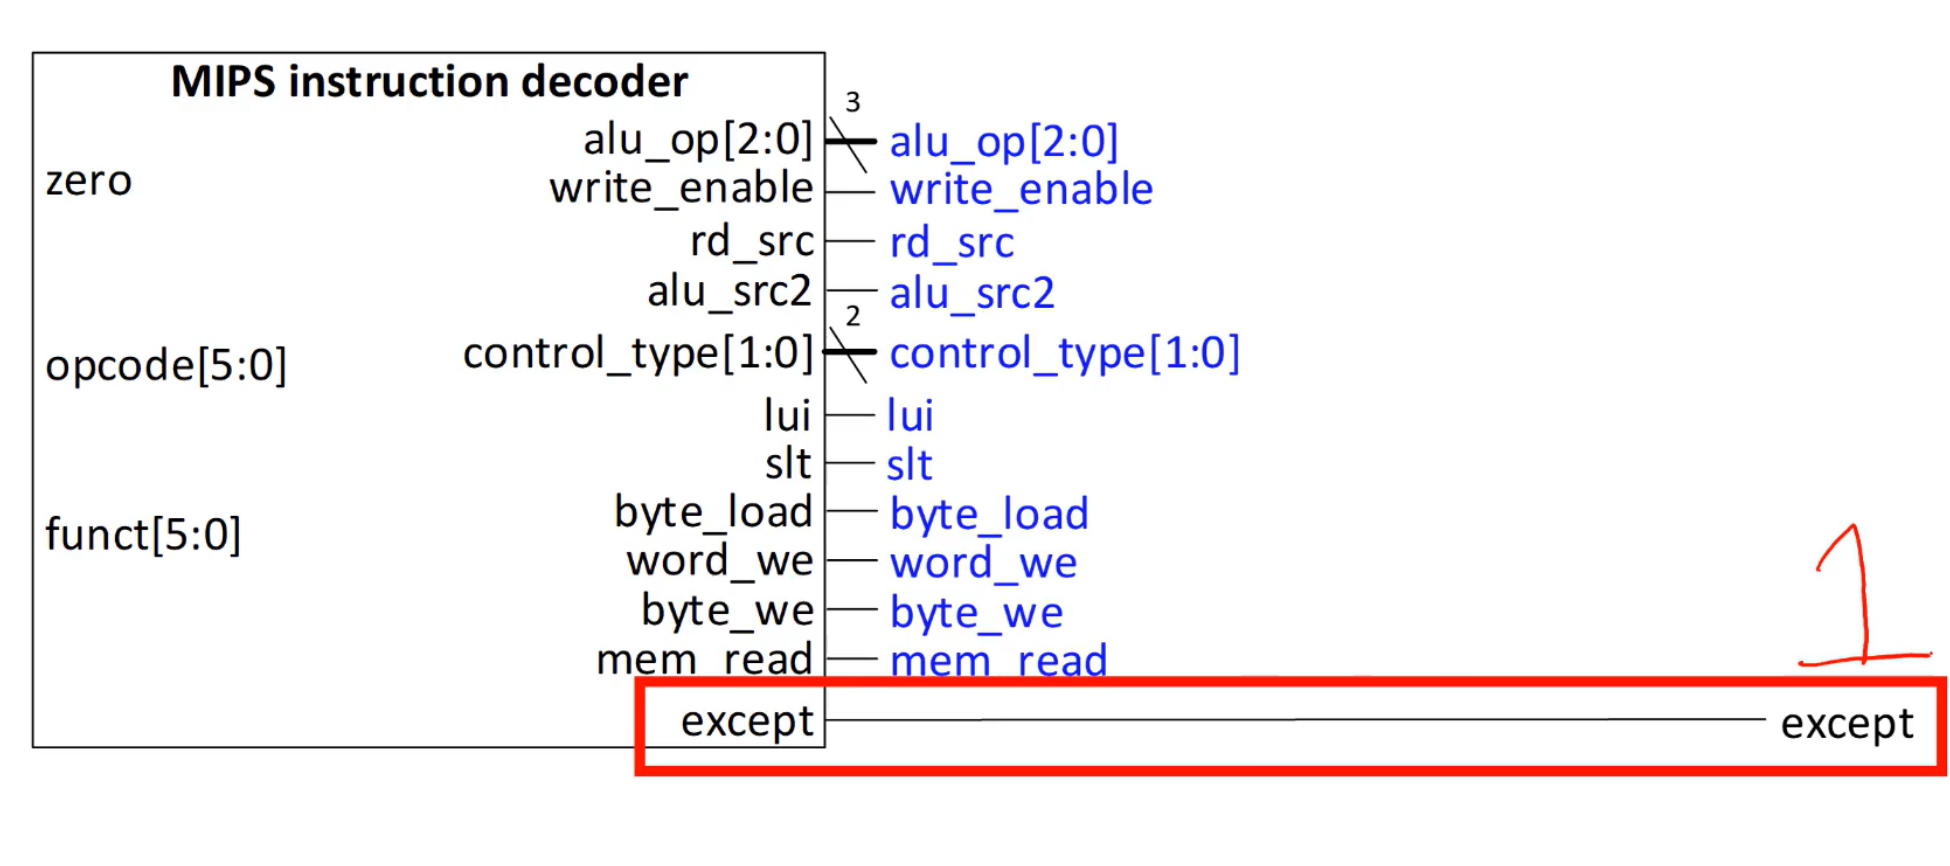 MIPS instruction decoder
3
alu_op[2:0] alu_op[2:0]
zero
write_enable write_enable
rd_src rd_src
alu_src2 alu_src2
2
opcode[5:0]
control_type[1:0] control_type[1:0]
lui lui
slt slt
byte_load byte_load
funct[5:0]
word_we word_we
byte_we byte_we
1
mem_read mem_read
except except